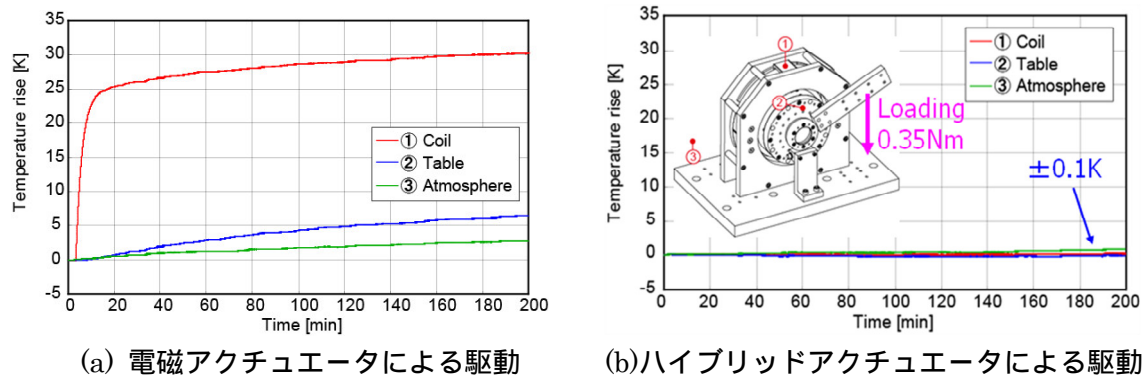 35
30
25
20
15
10
5
0
-5
Temperature rise [K]
① Coil
② Table
③ Atmosphere
0 20 40 60 80 100 120 140 160 180 200
Time [min]
(a) 電磁アクチュエータによる駆動
35
30
25
20
15
10
5
0
-5
Temperature rise [K]
① Coil
② Table
③ Atmosphere
①
②
③
Loading
0.35Nm
±0.1K
0 20 40 60 80 100 120 140 160 180 200
Time [min]
(b)ハイブリッドアクチュエータによる駆動